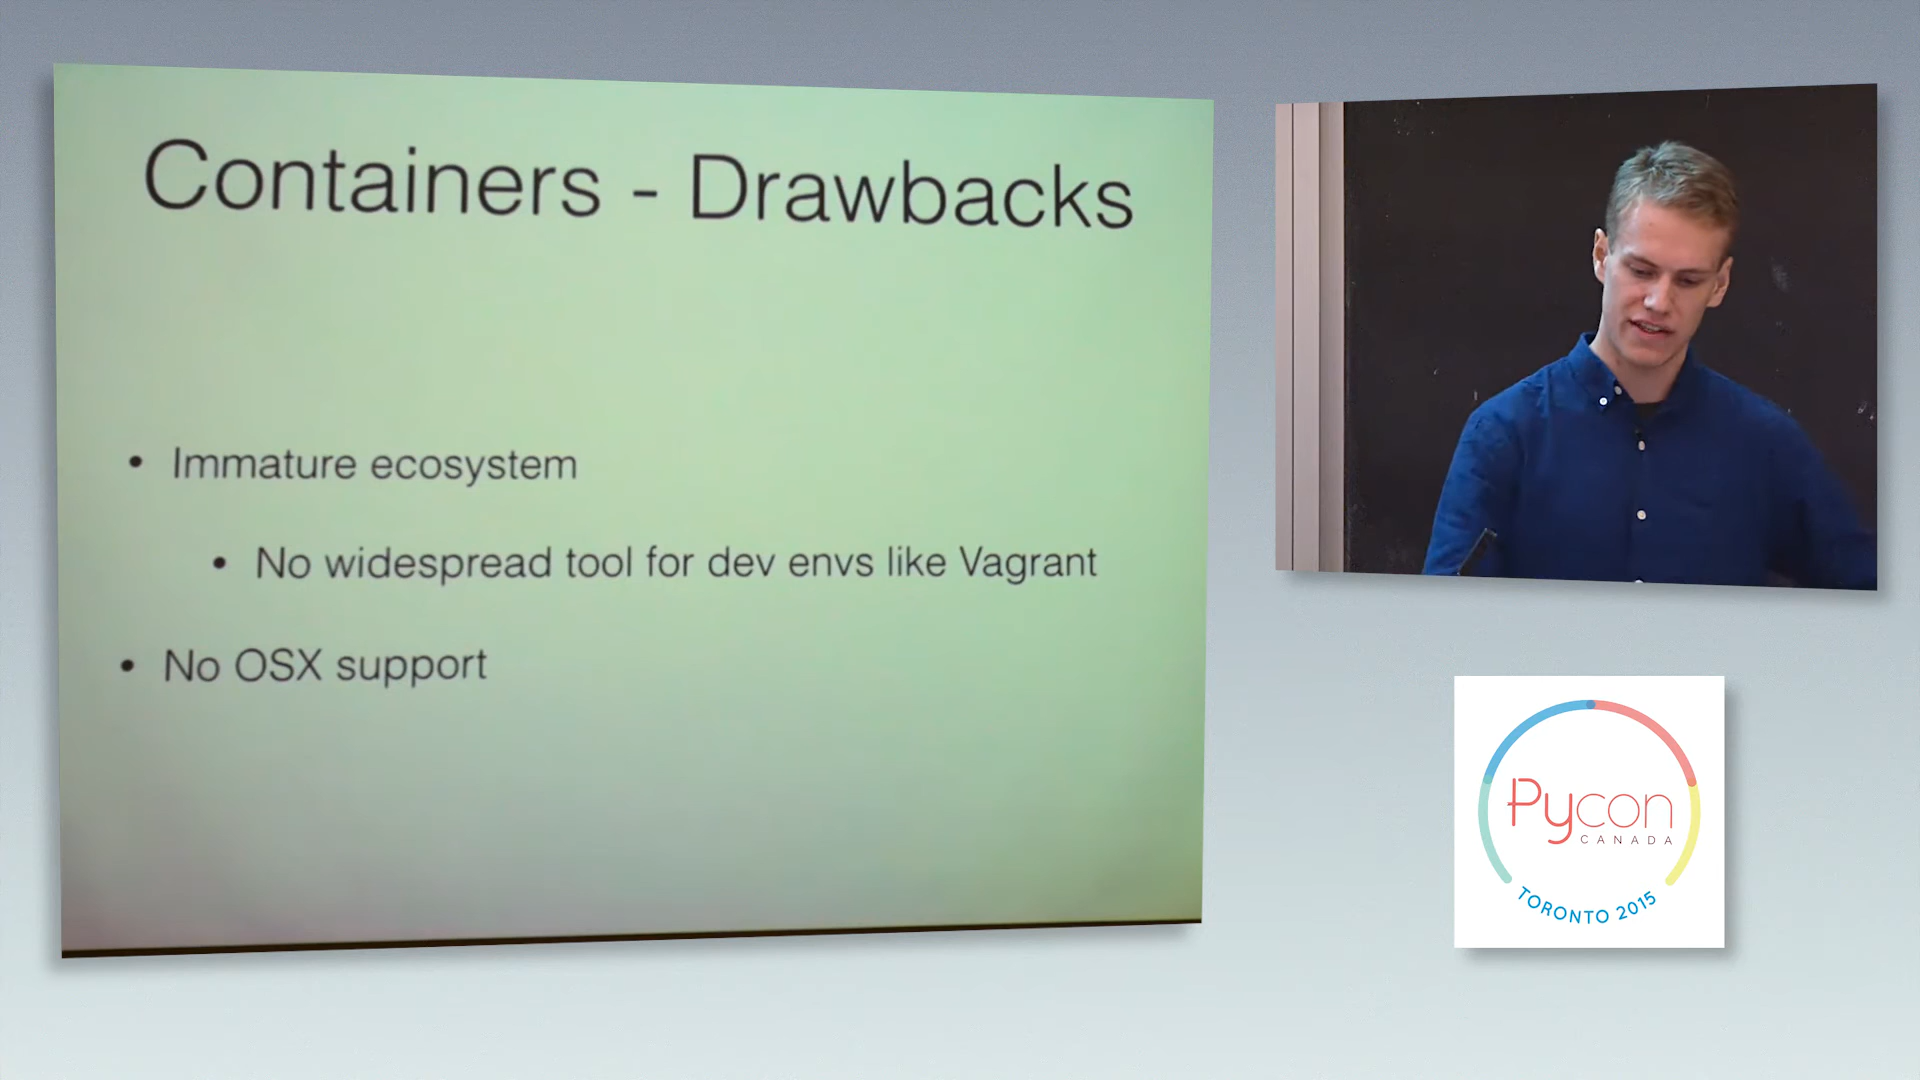 Containers - Drawbacks
• Immature ecosystem
• No widespread tool for dev envs like Vagrant
• No OSX support
Pycon
CANADA
TORONTO 2015